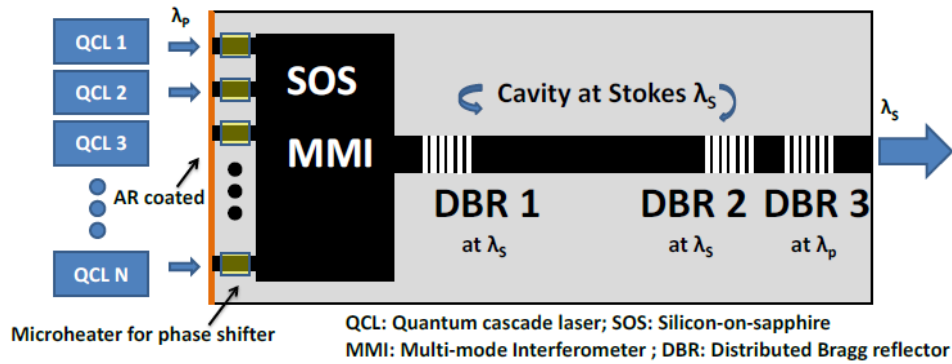 λP
QCL 1
QCL 2
QCL 3
QCL N
AR coated
Microheater for phase shifter
SOS
MMI
Cavity at Stokes λS
λS
DBR 1
at λS
DBR 2
at λS
DBR 3
at λp
QCL: Quantum cascade laser; SOS: Silicon-on-sapphire
MMI: Multi-mode Interferometer ; DBR: Distributed Bragg reflector